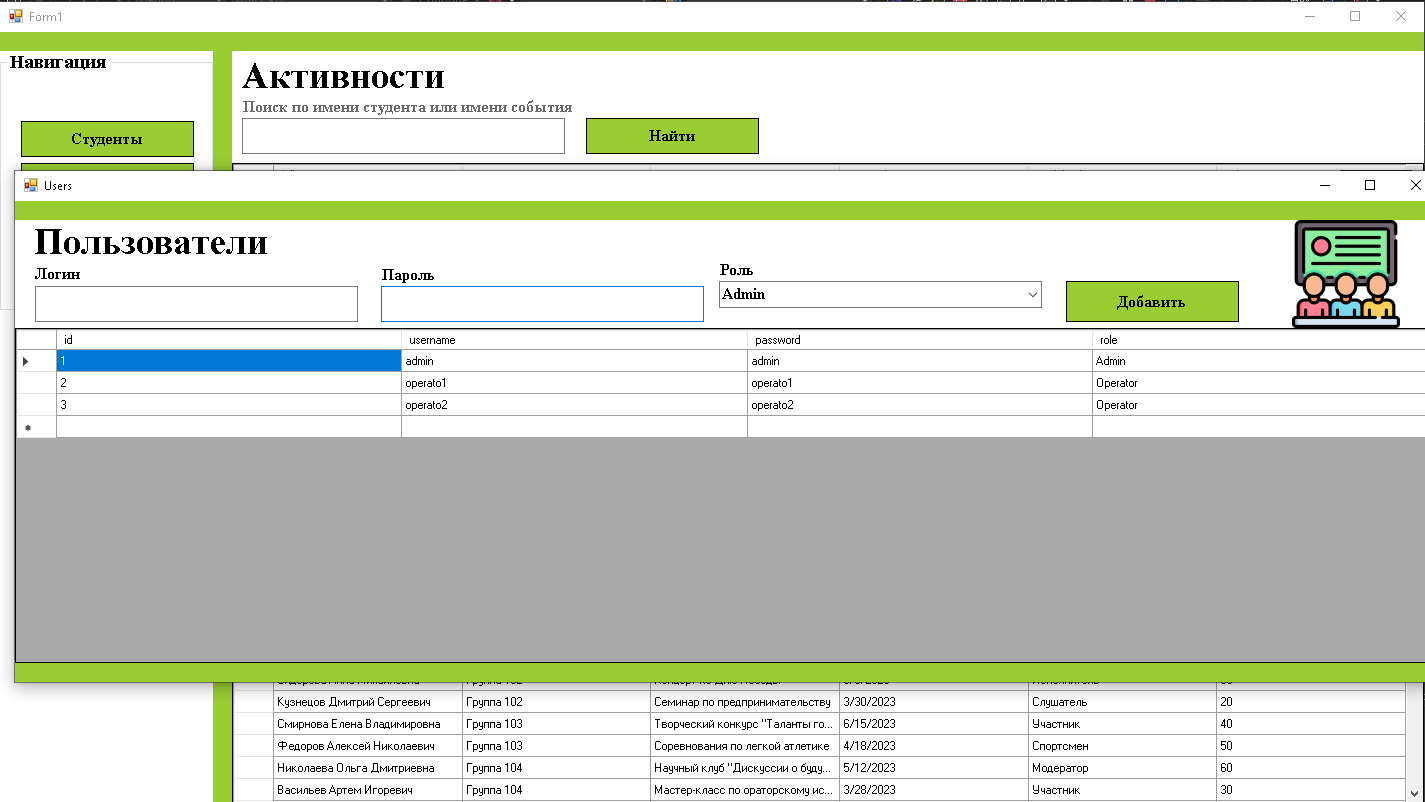 Form1
Навигация
Активности
Поиск по имени студента или имени события
Студенты
Найти
Users
Пользователи
Логин
Пароль
Роль
Admin
Добавить
id username password role
1 admin admin Admin
2 operato1 operato1 Operator
3 operato2 operato2 Operator
Кузнецов Дмитрий Сергеевич Группа 102 Семинар по предпринимательству 3/30/2023 Слушатель 20
Смирнова Елена Владимировна Группа 103 Творческий конкурс "Таланты го... 6/15/2023 Участник 40
Федоров Алексей Николаевич Группа 103 Соревнования по легкой атлетике 4/18/2023 Спортсмен 50
Николаева Ольга Дмитриевна Группа 104 Научный клуб "Дискуссии о буду... 5/12/2023 Модератор 60
Васильев Артем Игоревич Группа 104 Мастер-класс по ораторскому ис... 3/28/2023 Участник 30